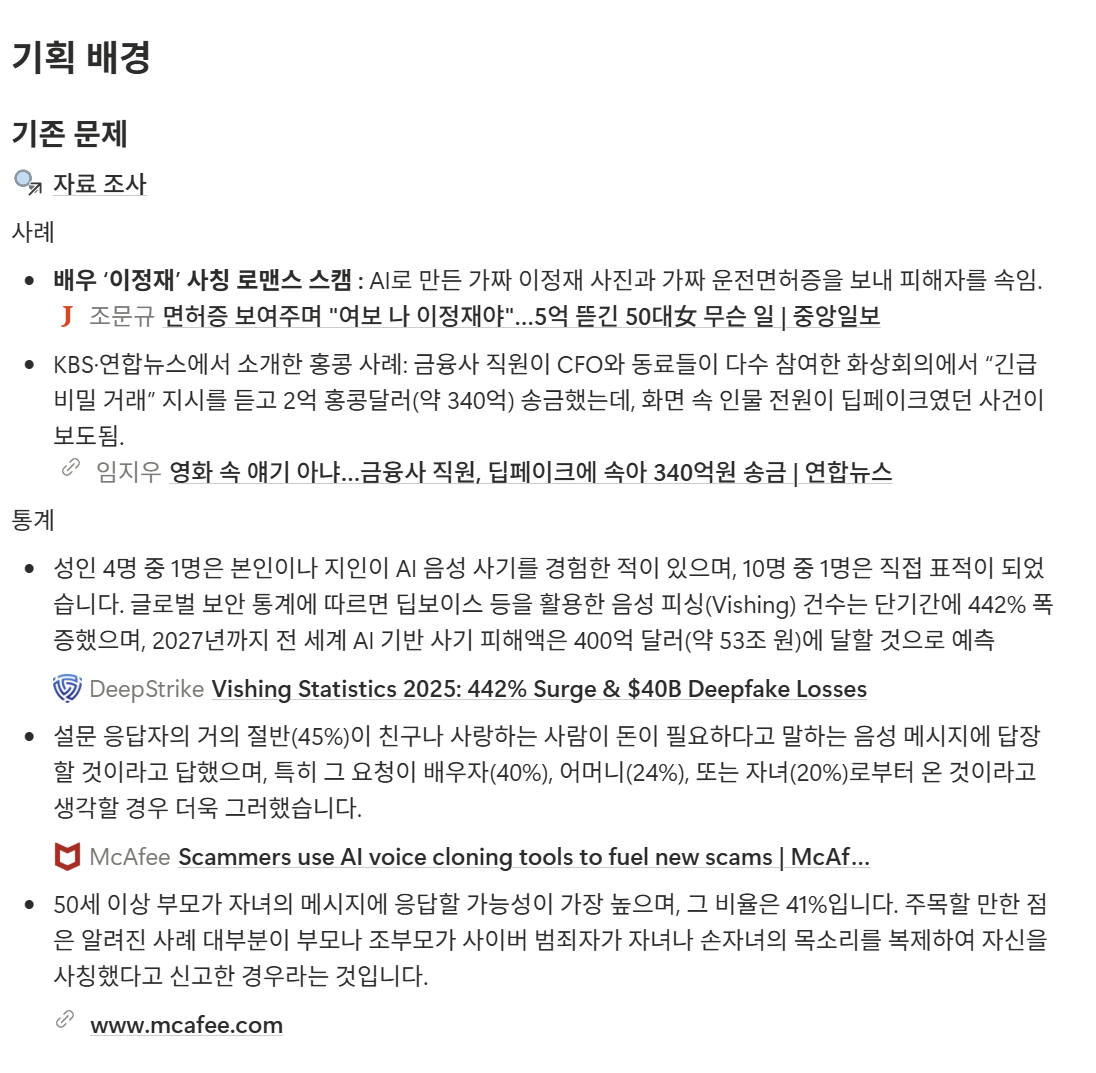 기획 배경
기존 문제
자료 조사
사례
배우 ‘이정재’ 사칭 로맨스 스캠 : AI로 만든 가짜 이정재 사진과 가짜 운전면허증을 보내 피해자를 속임.
조문규 면허증 보여주며 "여보 나 이정재야"...5억 뜯긴 50대女 무슨 일 | 중앙일보
KBS·연합뉴스에서 소개한 홍콩 사례: 금융사 직원이 CFO와 동료들이 다수 참여한 화상회의에서 “긴급
비밀 거래” 지시를 듣고 2억 홍콩달러(약 340억) 송금했는데, 화면 속 인물 전원이 딥페이크였던 사건이
보도됨.
임지우 영화 속 얘기 아냐...금융사 직원, 딥페이크에 속아 340억원 송금 | 연합뉴스
통계
성인 4명 중 1명은 본인이나 지인이 AI 음성 사기를 경험한 적이 있으며, 10명 중 1명은 직접 표적이 되었
습니다. 글로벌 보안 통계에 따르면 딥보이스 등을 활용한 음성 피싱(Vishing) 건수는 단기간에 442% 폭
증했으며, 2027년까지 전 세계 AI 기반 사기 피해액은 400억 달러(약 53조 원)에 달할 것으로 예측
DeepStrike Vishing Statistics 2025: 442% Surge & $40B Deepfake Losses
설문 응답자의 거의 절반(45%)이 친구나 사랑하는 사람이 돈이 필요하다고 말하는 음성 메시지에 답장
할 것이라고 답했으며, 특히 그 요청이 배우자(40%), 어머니(24%), 또는 자녀(20%)로부터 온 것이라고
생각할 경우 더욱 그러했습니다.
McAfee Scammers use AI voice cloning tools to fuel new scams | McAf...
50세 이상 부모가 자녀의 메시지에 응답할 가능성이 가장 높으며, 그 비율은 41%입니다. 주목할 만한 점
은 알려진 사례 대부분이 부모나 조부모가 사이버 범죄자가 자녀나 손자녀의 목소리를 복제하여 자신을
사칭했다고 신고한 경우라는 것입니다.
www.mcafee.com